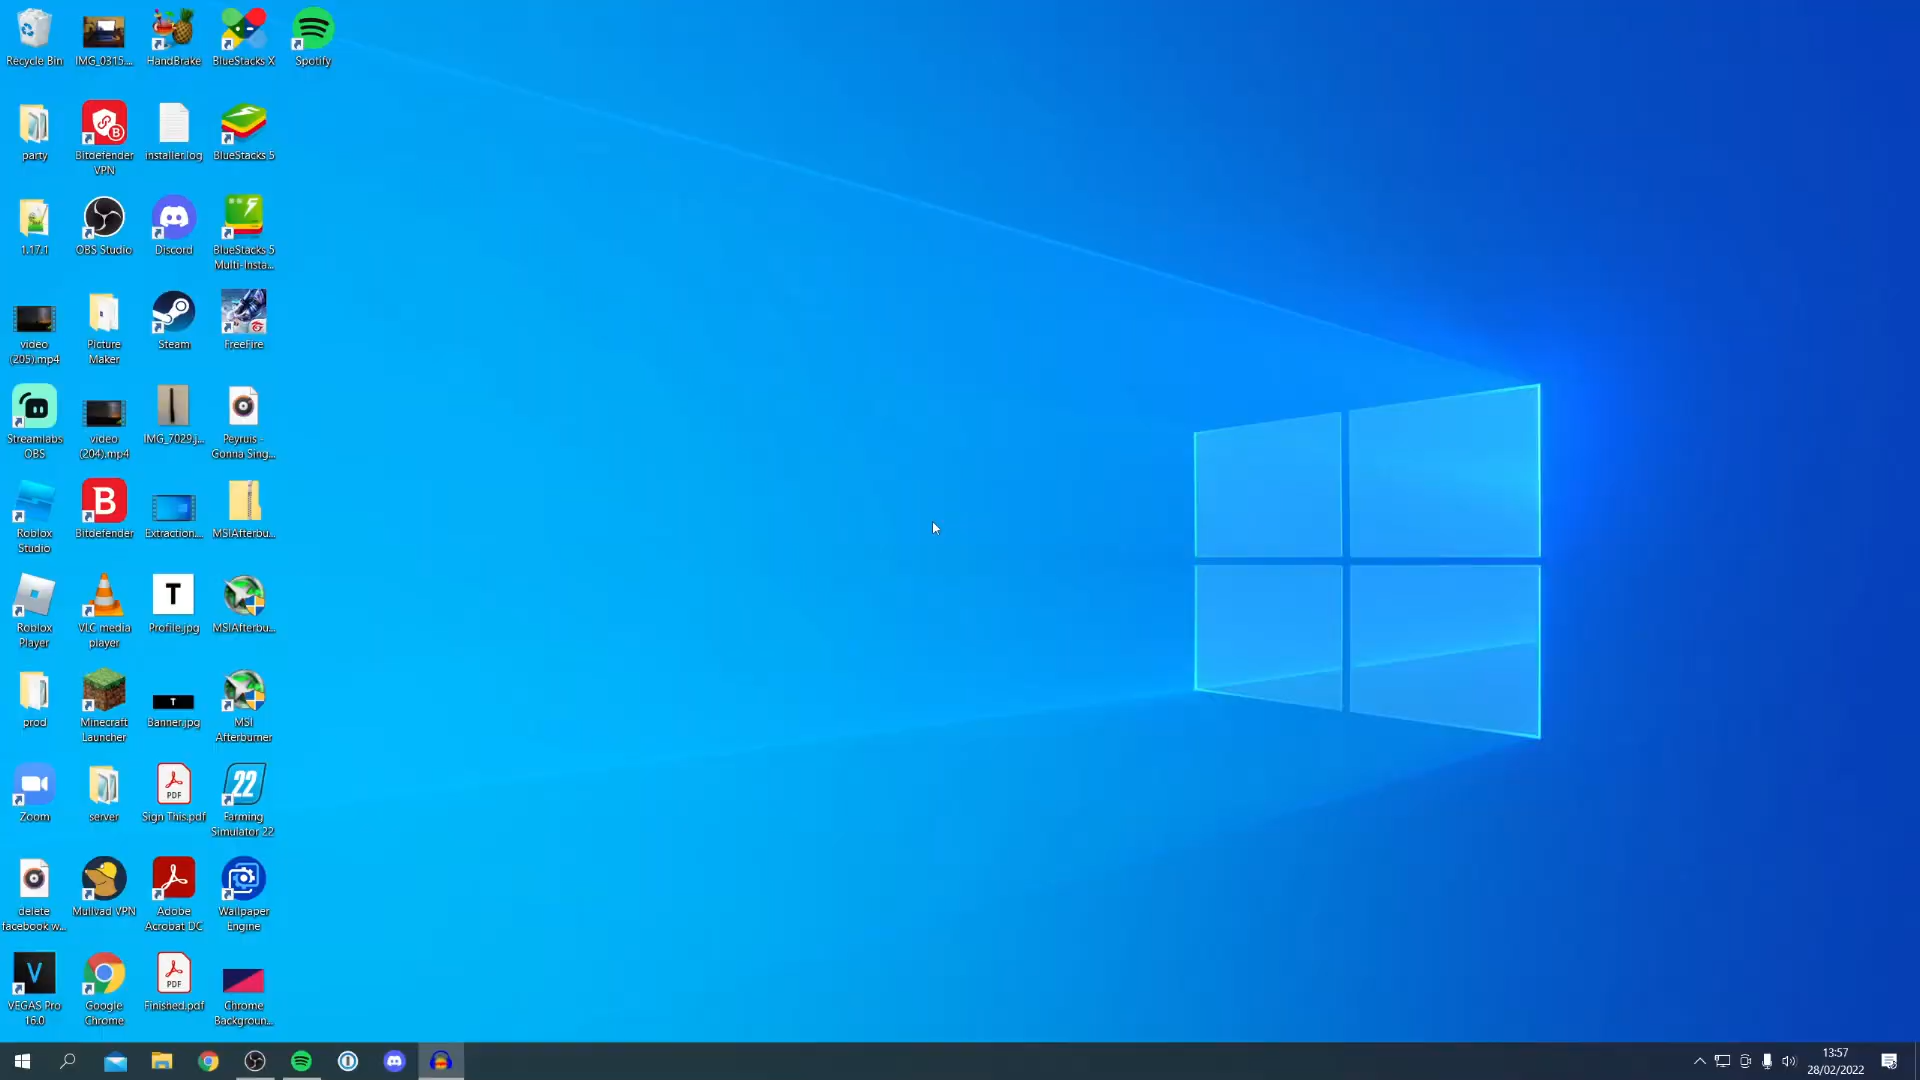 Recycle Bin
IMG_0315....
HandBrake
BlueStacks X
Spotify
party
Bitdefender
VPN
installer.log
BlueStacks 5
1.17.1
OBS Studio
Discord
BlueStacks 5
Multi-Insta...
video
(205).mp4
Picture
Maker
Steam
FreeFire
Streamlabs
OBS
video
(204).mp4
IMG_7029.j...
Peyruis -
Gonna Sing...
Roblox
Studio
B
Bitdefender
Extraction....
MSIAfterbu...
Roblox
Player
VLC media
player
T
Profile.jpg
MSIAfterbu...
prod
Minecraft
Launcher
T
Banner.jpg
MSI
Afterburner
Zoom
server
PDF
Sign This.pdf
22
Farming
Simulator 22
delete
facebook w...
Mullvad VPN
Adobe
Acrobat DC
Wallpaper
Engine
V
VEGAS Pro
16.0
Google
Chrome
PDF
Finished.pdf
Chrome
Backgroun...
13:57
28/02/2022